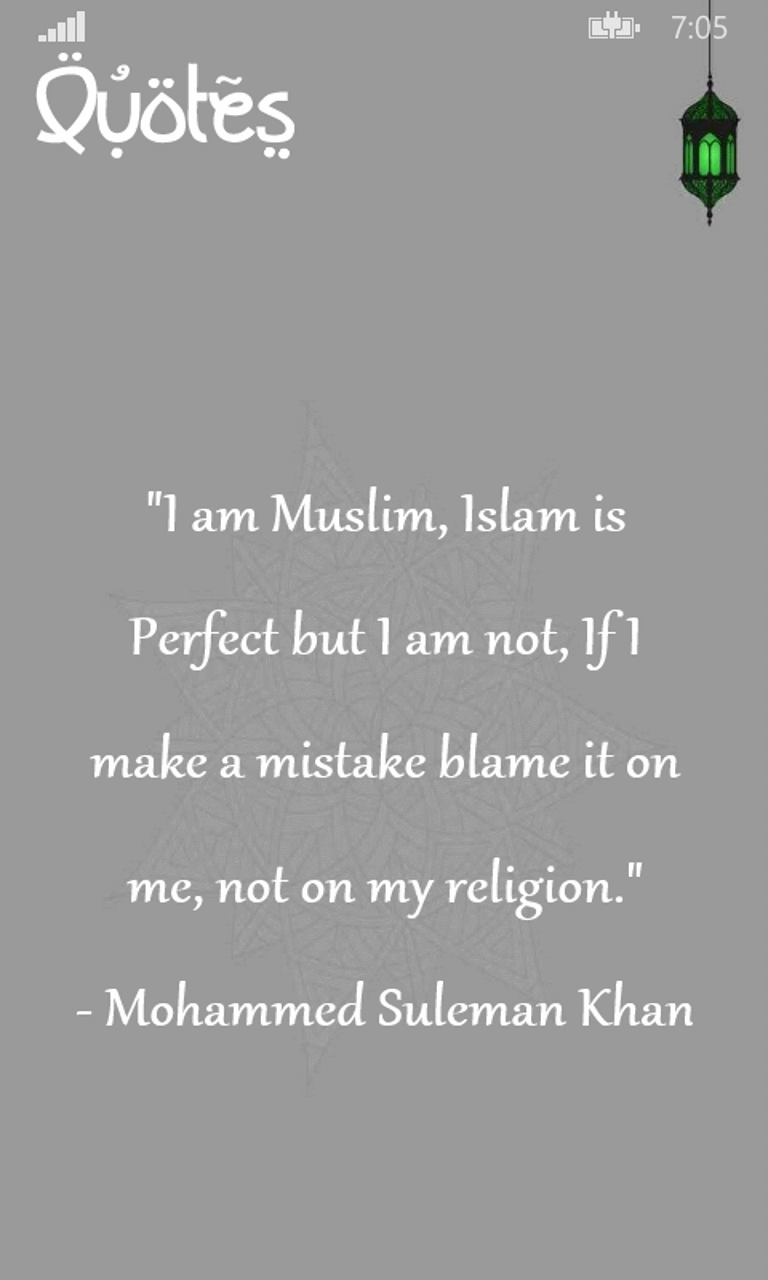 7:05
Quotes
"I am Muslim, Islam is
Perfect but I am not, If I
make a mistake blame it on
me, not on my religion."
- Mohammed Suleman Khan